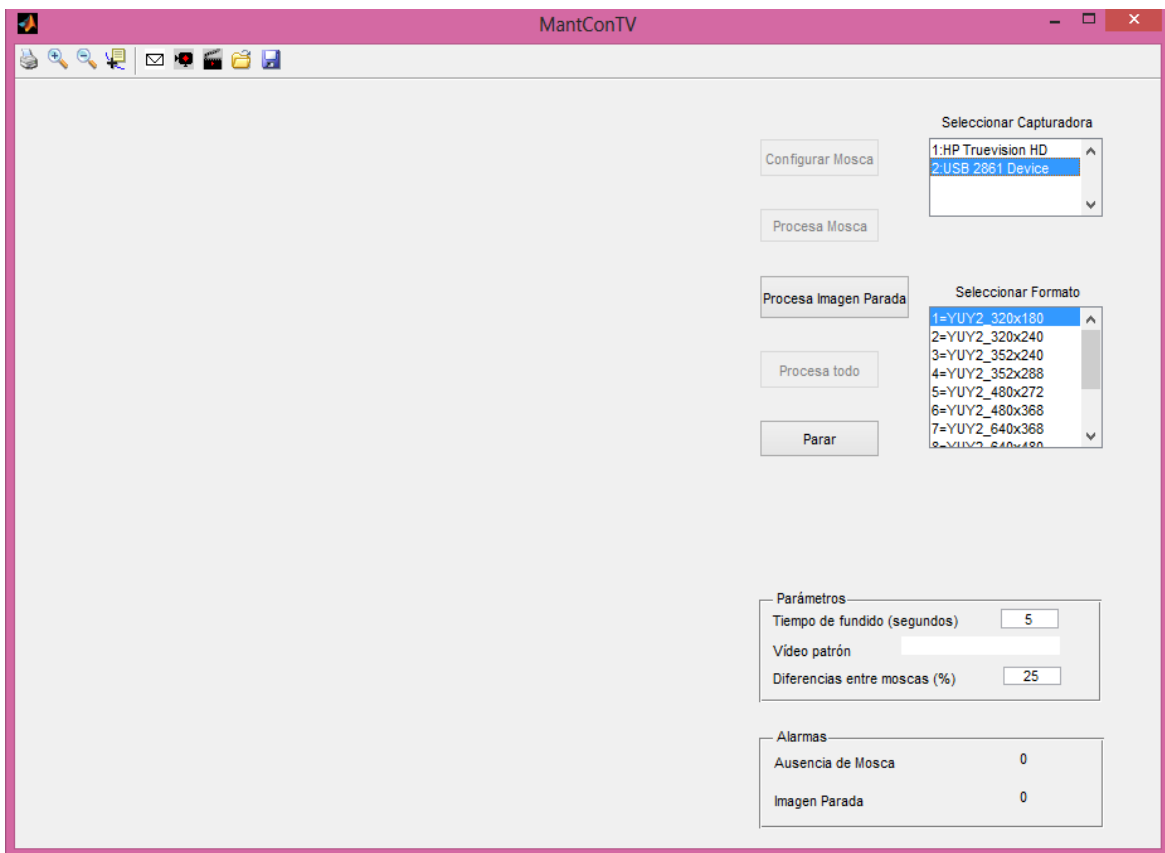 MantConTV
Seleccionar Capturadora
Configurar Mosca
1:HP Truevision HD
2:USB 2861 Device
Procesa Mosca
Procesa Imagen Parada
Seleccionar Formato
1=YUY2_320x180
2=YUY2_320x240
3=YUY2_352x240
4=YUY2_352x288
5=YUY2_480x272
6=YUY2_480x368
7=YUY2_640x368
8=YUY2_640x480
Procesa todo
Parar
Parámetros
Tiempo de fundido (segundos) 5
Vídeo patrón
Diferencias entre moscas (%) 25
Alarmas
Ausencia de Mosca 0
Imagen Parada 0